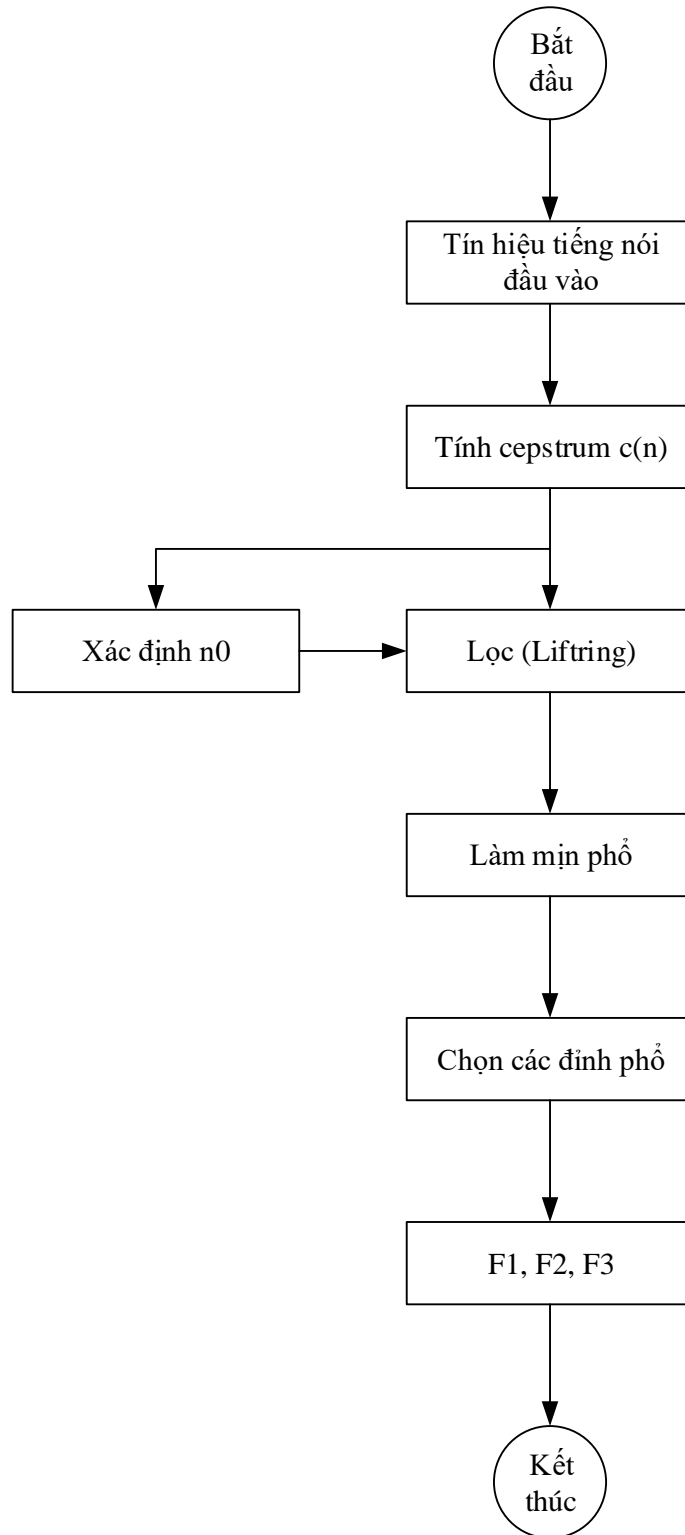 Bắt
đầu
Tín hiệu tiếng nói
đầu vào
Tính cepstrum c(n)
Xác định n0
Lọc (Liftring)
Làm mịn phổ
Chọn các đỉnh phổ
F1, F2, F3
Kết
thúc